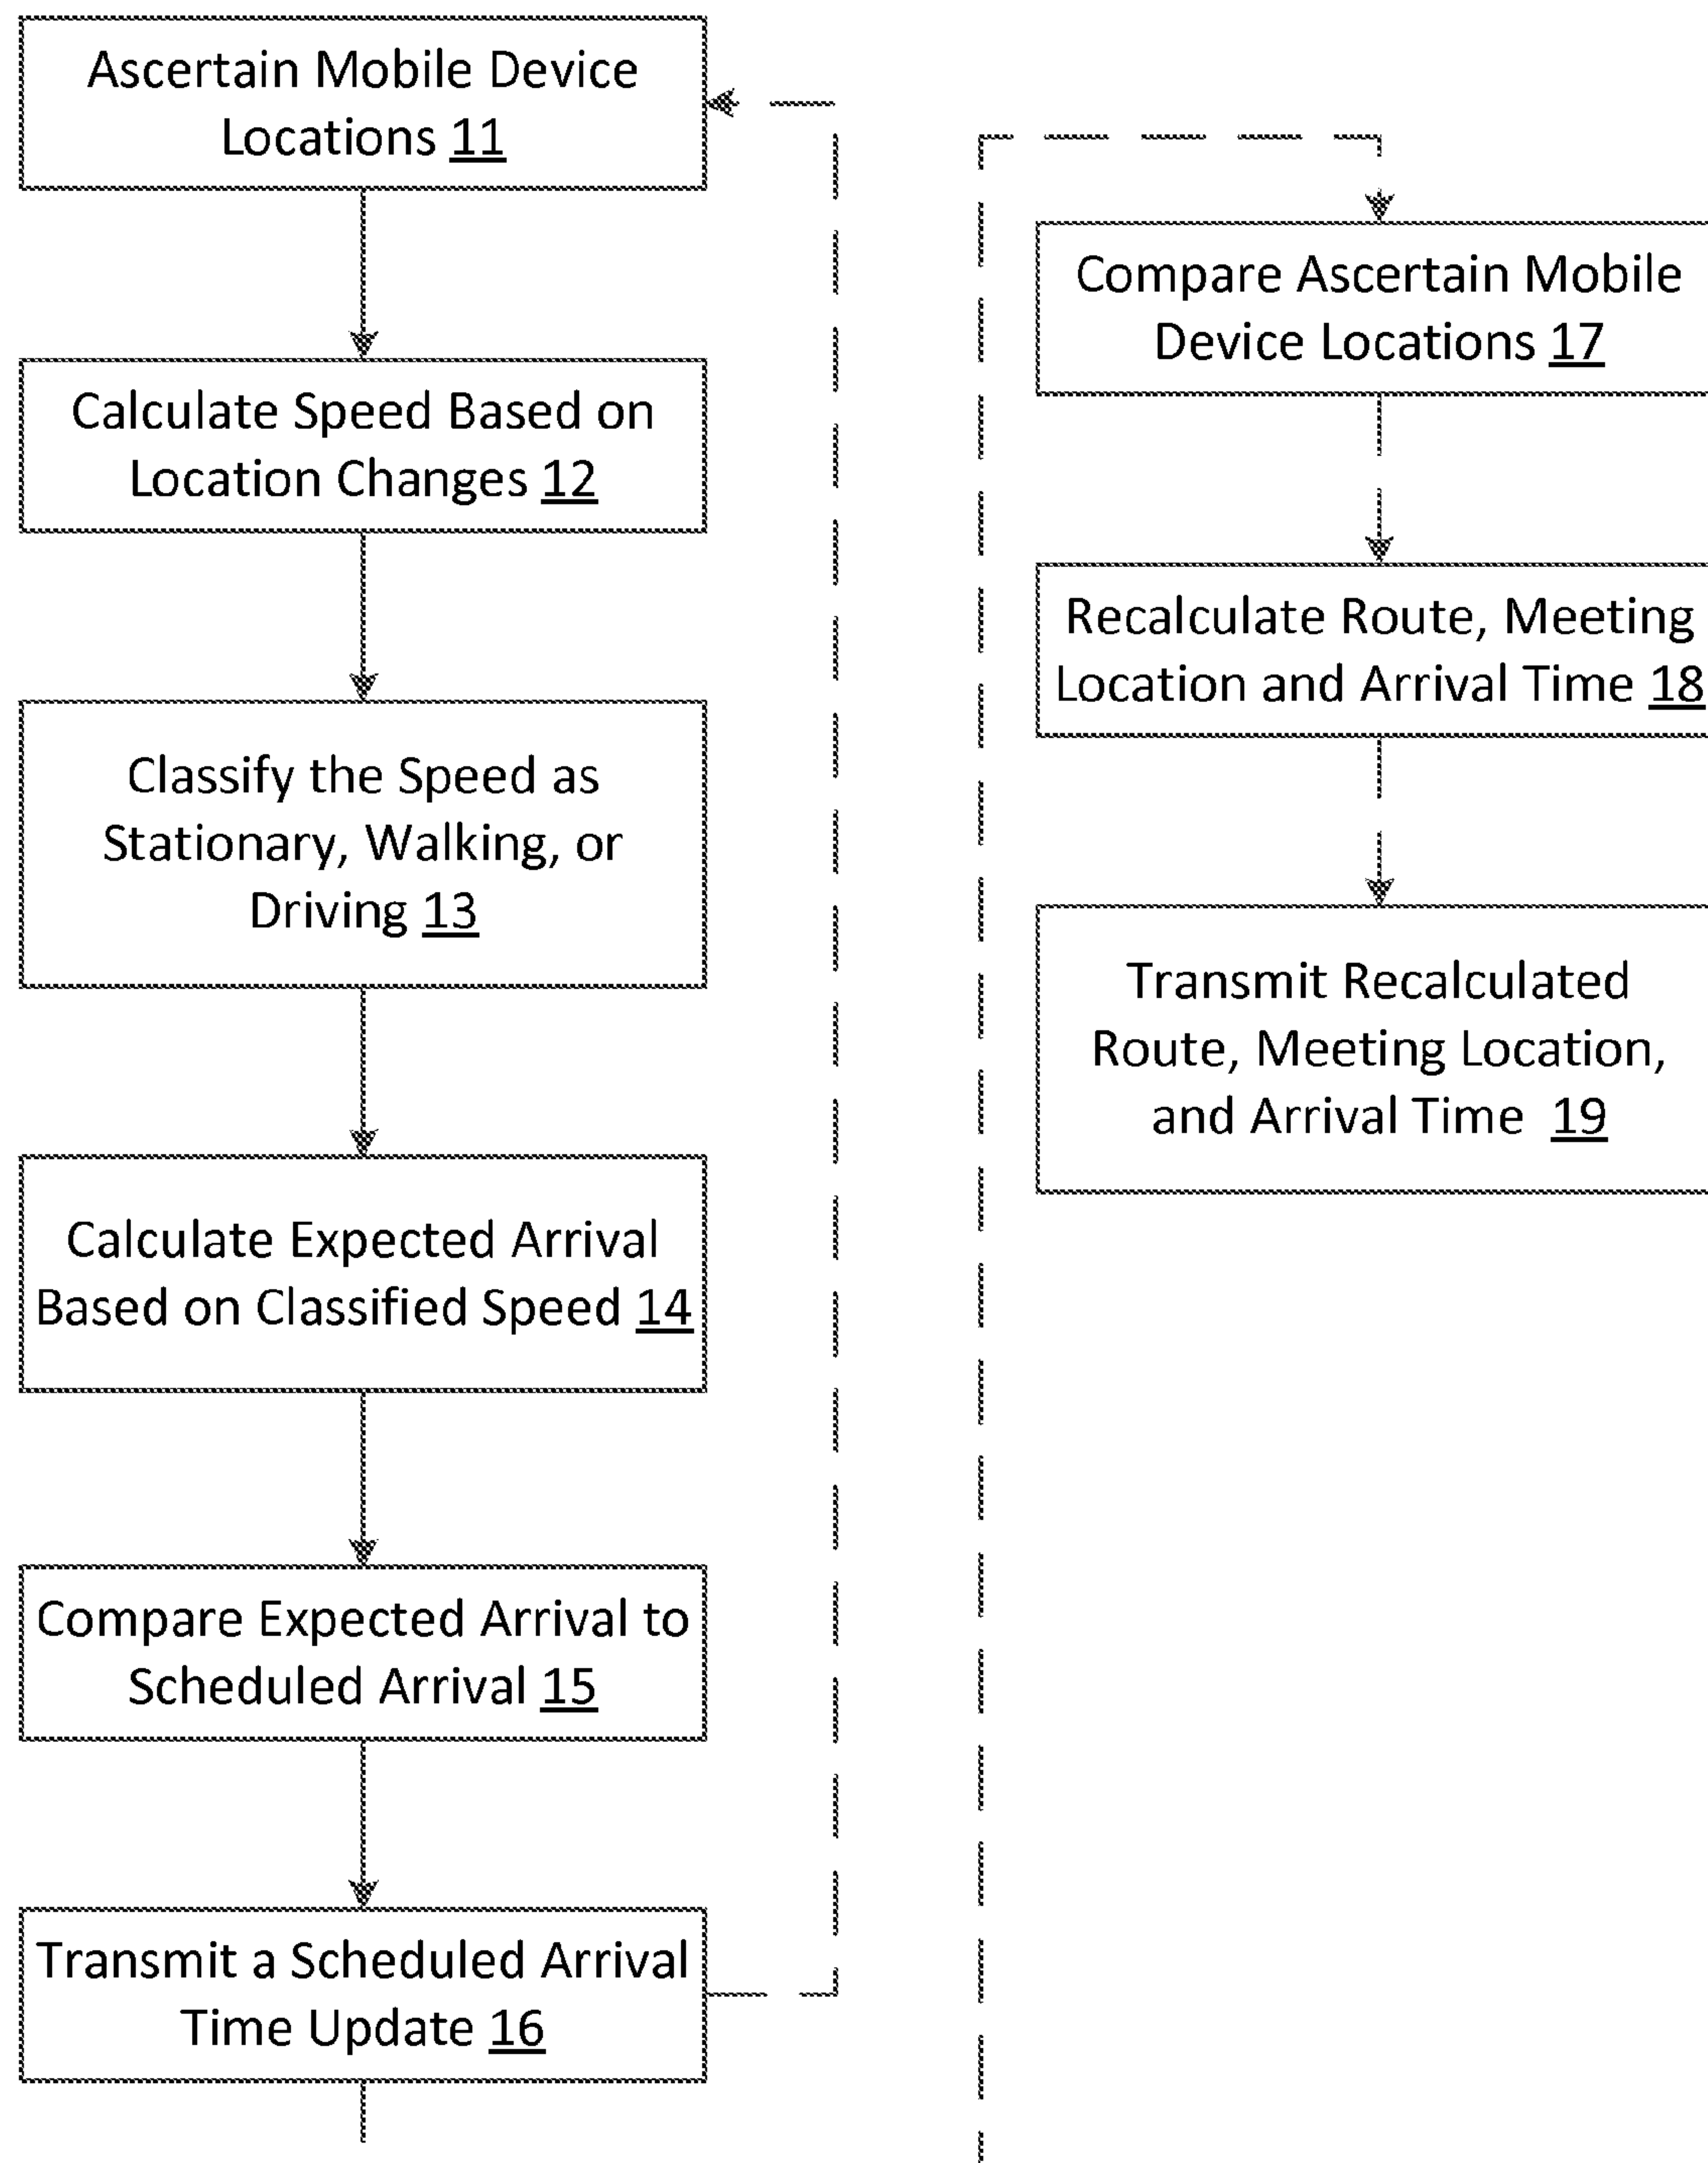 Ascertain Mobile Device
Locations 11
Calculate Speed Based on
Location Changes 12
Classify the Speed as
Stationary, Walking, or
Driving 13
Calculate Expected Arrival
Based on Classified Speed 14
Compare Expected Arrival to
Scheduled Arrival 15
Transmit a Scheduled Arrival
Time Update 16
Compare Ascertain Mobile
Device Locations 17
Recalculate Route, Meeting
Location and Arrival Time 18
Transmit Recalculated
Route, Meeting Location,
and Arrival Time 19